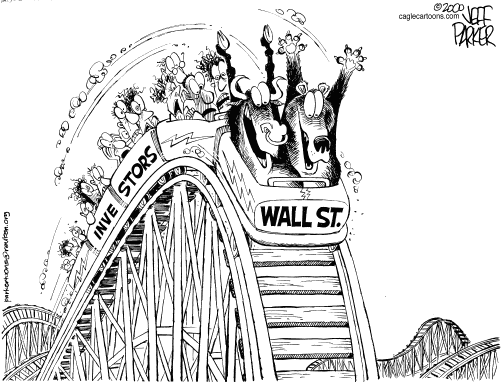 ©2000
caglecartoons.com
JEFF
PARKER
INVE STORS
WALL ST.